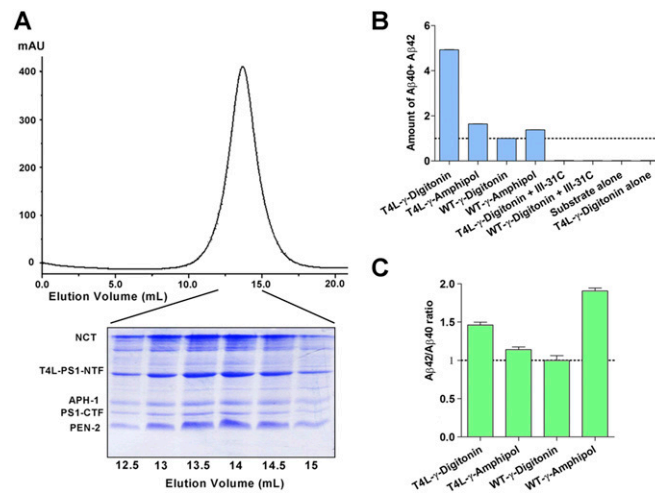 A
mAU
400
300
200
100
0
0.0 5.0 10.0 15.0 20.0
Elution Volume (mL)
NCT
T4L-PS1-NTF
APH-1
PS1-CTF
PEN-2
12.5 13 13.5 14 14.5 15
Elution Volume (mL)
B
Amount of Aβ40+ Aβ42
6
4
2
0
T4L-γ-Digitonin
T4L-γ-Amphipol
WT-γ-Digitonin
WT-γ-Amphipol
T4L-γ-Digitonin + III-31C
WT-γ-Digitonin + III-31C
Substrate alone
T4L-γ-Digitonin alone
C
Aβ42/Aβ40 ratio
2.0
1.5
1
0.5
0.0
T4L-γ-Digitonin
T4L-γ-Amphipol
WT-γ-Digitonin
WT-γ-Amphipol